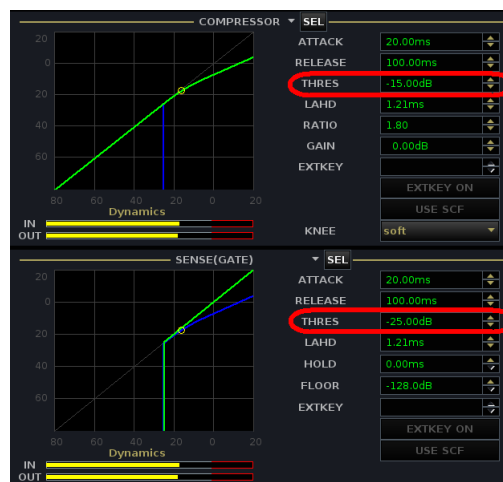 COMPRESSOR SEL
20
0
20
40
60
80 60 40 20 0 20
Dynamics
IN
OUT
ATTACK 20.00ms
RELEASE 100.00ms
THRES -15.00dB
LAHD 1.21ms
RATIO 1.80
GAIN 0.00dB
EXTKEY
EXTKEY ON
USE SCF
KNEE soft
SENSE(GATE) SEL
20
0
20
40
60
80 60 40 20 0 20
Dynamics
IN
OUT
ATTACK 20.00ms
RELEASE 100.00ms
THRES -25.00dB
LAHD 1.21ms
HOLD 0.00ms
FLOOR -128.0dB
EXTKEY
EXTKEY ON
USE SCF